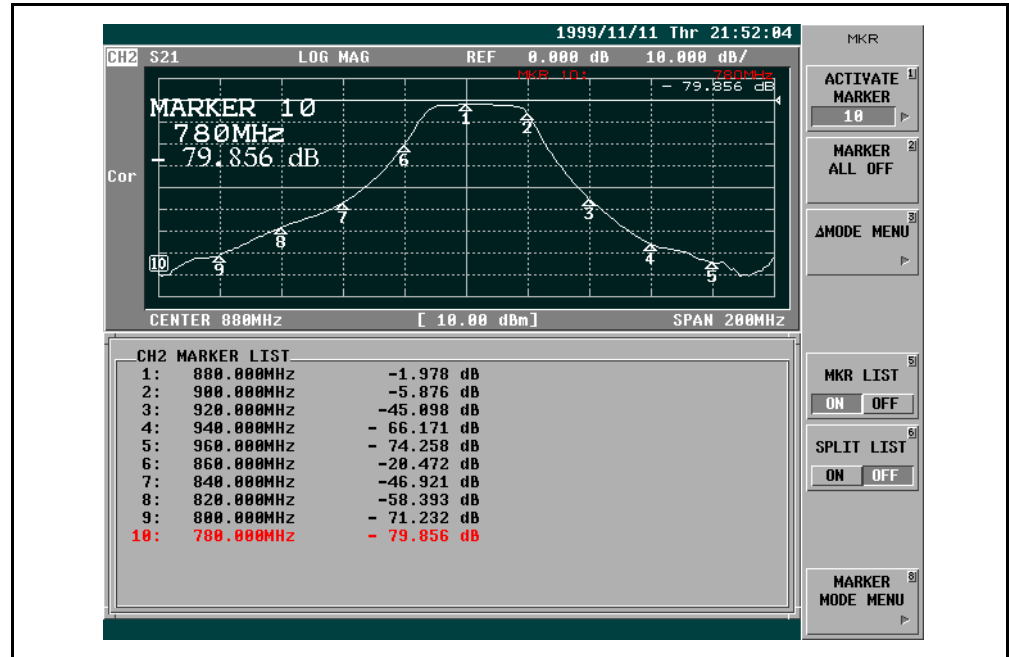 1999/11/11 Thr 21:52:04
CH2 S21 LOG MAG REF 0.000 dB 10.000 dB/
MKR 10: 780MHz
- 79.856 dB
MARKER 10
780MHz
- 79.856 dB
Cor
1
2
6
3
7
8
4
10
9
5
CENTER 880MHz [ 10.00 dBm] SPAN 200MHz
CH2 MARKER LIST
1: 880.000MHz -1.978 dB
2: 900.000MHz -5.876 dB
3: 920.000MHz -45.098 dB
4: 940.000MHz - 66.171 dB
5: 960.000MHz - 74.258 dB
6: 860.000MHz -20.472 dB
7: 840.000MHz -46.921 dB
8: 820.000MHz -58.393 dB
9: 800.000MHz - 71.232 dB
10: 780.000MHz - 79.856 dB
MKR
ACTIVATE 1
MARKER
10
MARKER 2
ALL OFF
3
ΔMODE MENU
5
MKR LIST
ON OFF
6
SPLIT LIST
ON OFF
MARKER 8
MODE MENU